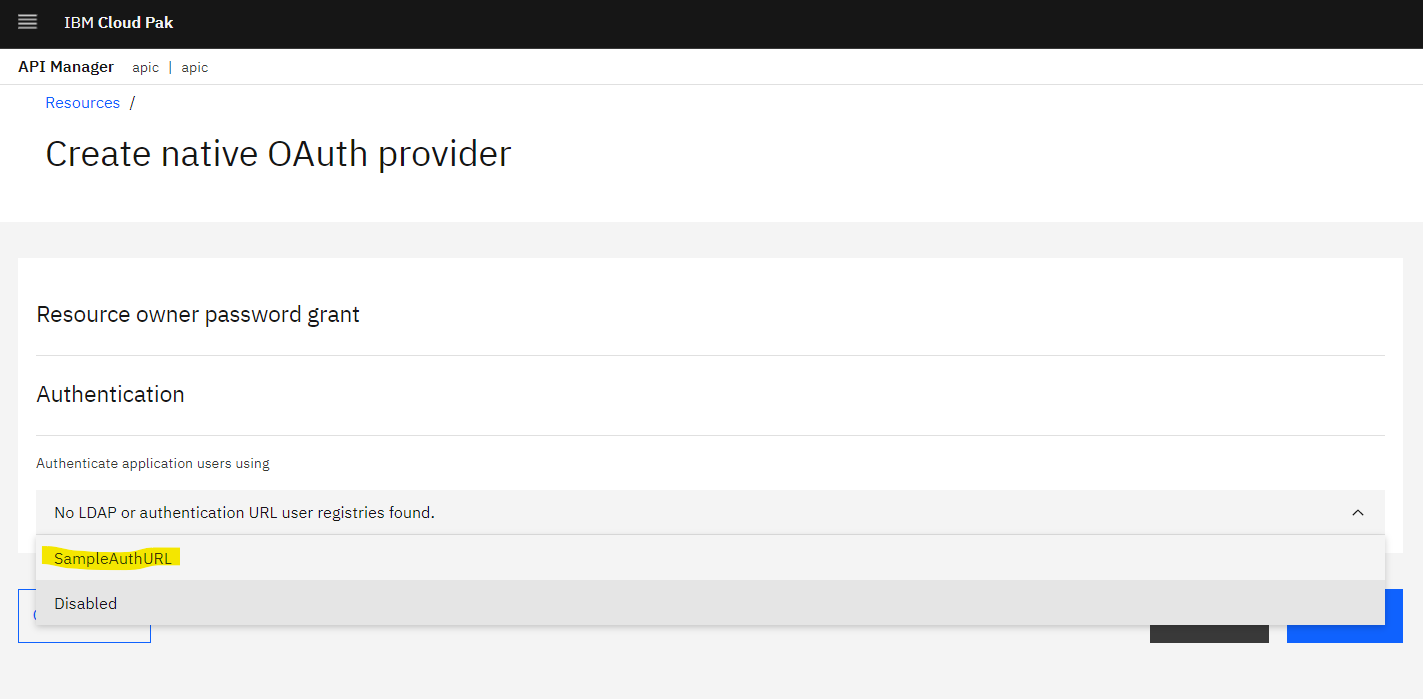 IBM Cloud Pak
API Manager apic | apic
Resources /
Create native OAuth provider
Resource owner password grant
Authentication
Authenticate application users using
No LDAP or authentication URL user registries found.
SampleAuthURL
Disabled